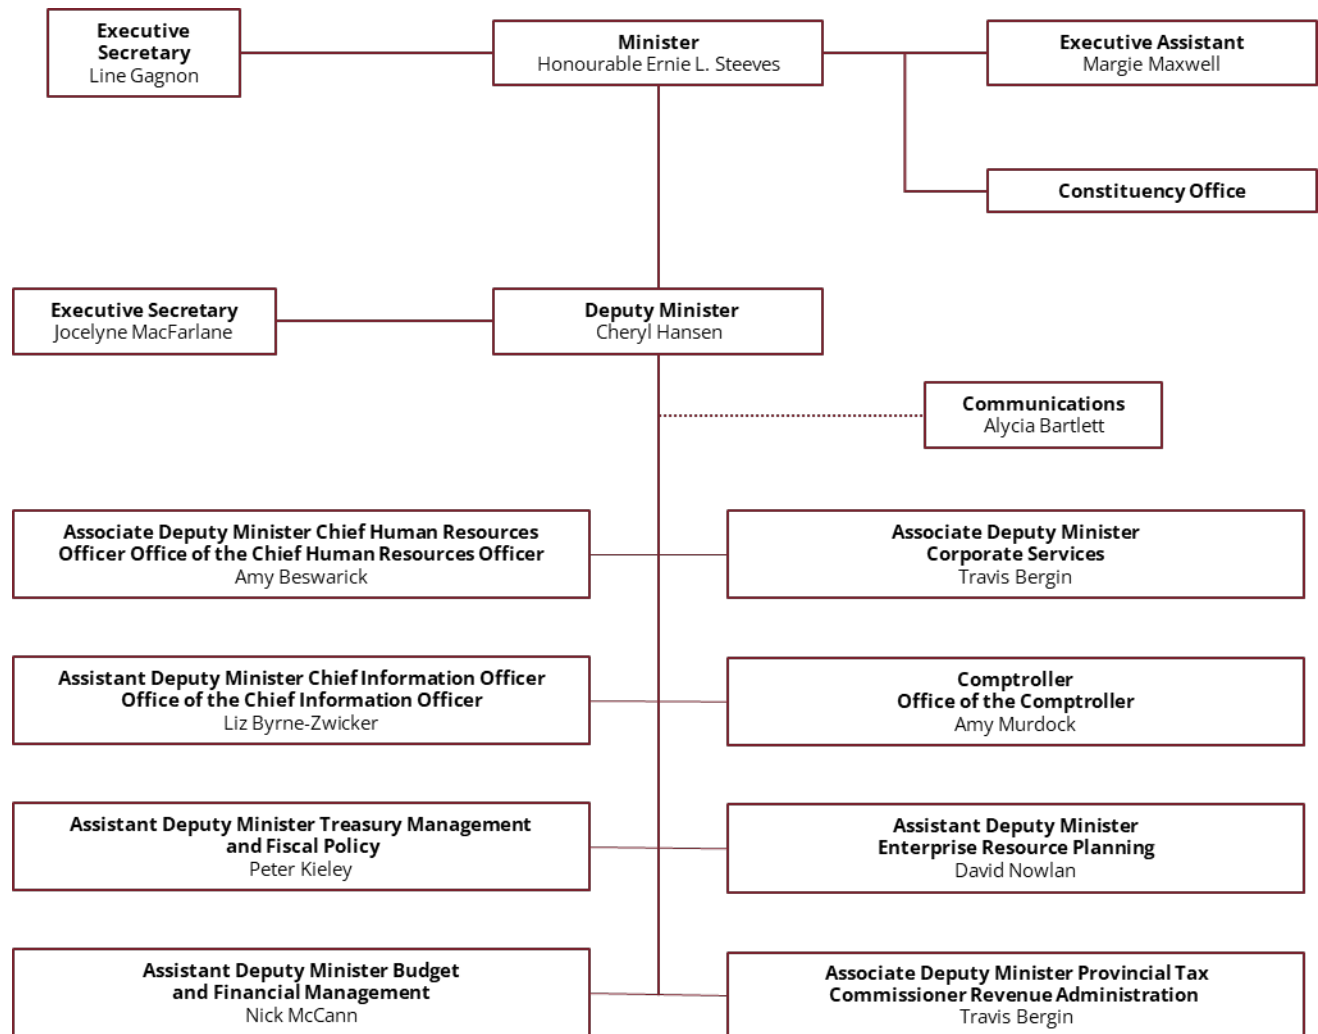 Executive
Secretary
Line Gagnon
Minister
Honourable Ernie L. Steeves
Executive Assistant
Margie Maxwell
Constituency Office
Executive Secretary
Jocelyne MacFarlane
Deputy Minister
Cheryl Hansen
Communications
Alycia Bartlett
Associate Deputy Minister Chief Human Resources
Officer Office of the Chief Human Resources Officer
Amy Beswarick
Associate Deputy Minister
Corporate Services
Travis Bergin
Assistant Deputy Minister Chief Information Officer
Office of the Chief Information Officer
Liz Byrne-Zwicker
Comptroller
Office of the Comptroller
Amy Murdock
Assistant Deputy Minister Treasury Management
and Fiscal Policy
Peter Kieley
Assistant Deputy Minister
Enterprise Resource Planning
David Nowlan
Assistant Deputy Minister Budget
and Financial Management
Nick McCann
Associate Deputy Minister Provincial Tax
Commissioner Revenue Administration
Travis Bergin